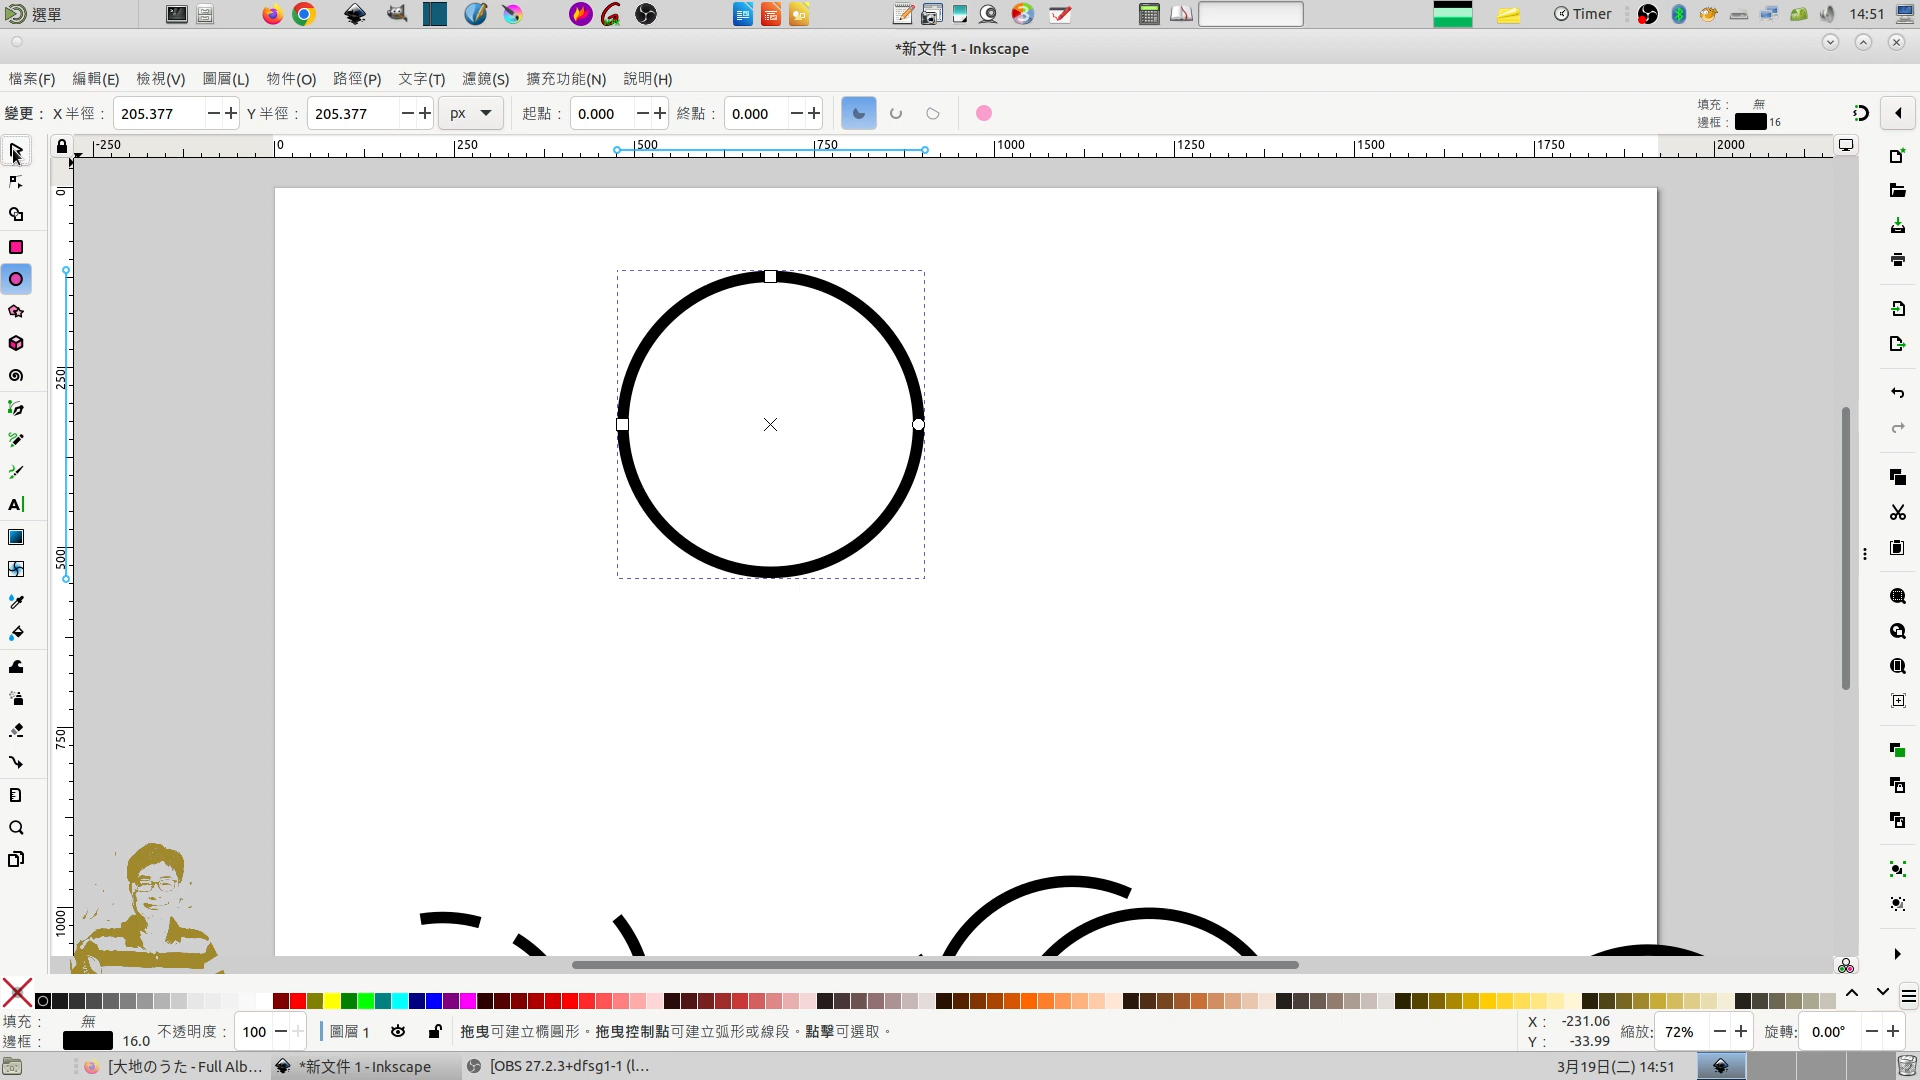 選單
Timer
14:51
*新文件 1 - Inkscape
檔案(F) 編輯(E) 檢視(V) 圖層(L) 物件(O) 路徑(P) 文字(T) 濾鏡(S) 擴充功能(N) 說明(H)
變更： X 半徑： 205.377 Y 半徑： 205.377 px 起點： 0.000 終點： 0.000
填充： 無
邊框： 16
-250 0 250 500 750 1000 1250 1500 1750 2000
0
250
500
750
1000
填充： 無
邊框： 16.0
不透明度： 100
圖層 1
拖曳可建立橢圓形。拖曳控制點可建立弧形或線段。點擊可選取。
X： -231.06
Y： -33.99
縮放: 72%
旋轉: 0.00°
[大地のうた - Full Alb...
*新文件 1 - Inkscape
[OBS 27.2.3+dfsg1-1 (l...
3月19日(二) 14:51